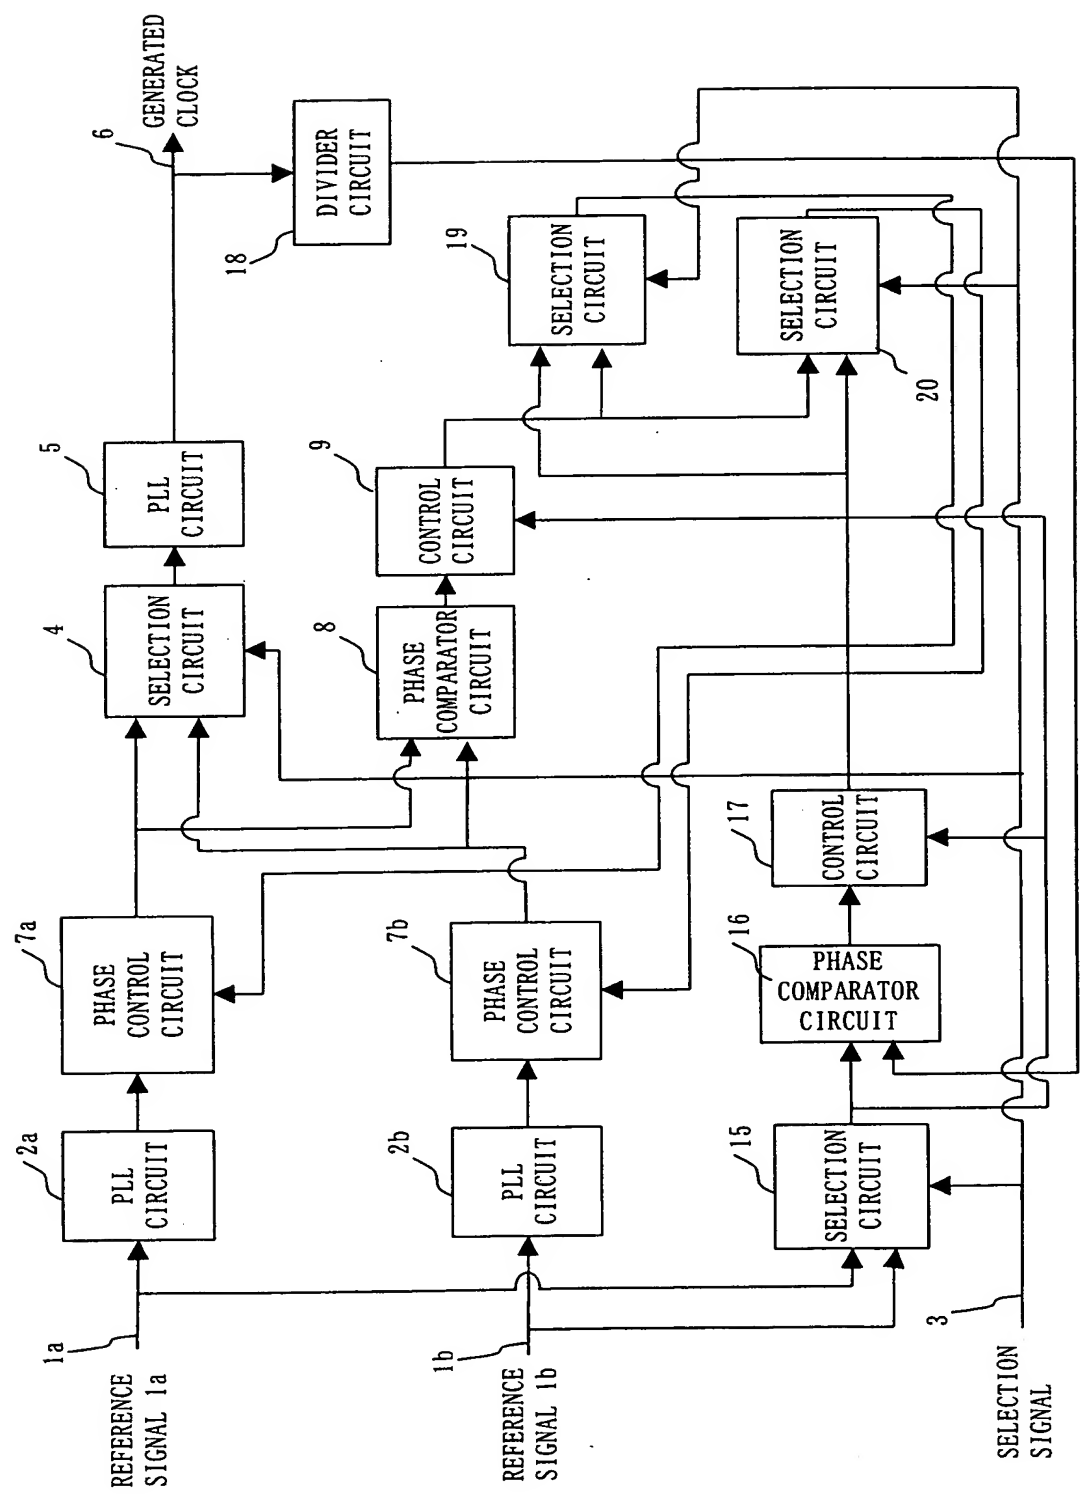 REFERENCE
SIGNAL 1a
1a
2a
PLL
CIRCUIT
7a
PHASE
CONTROL
CIRCUIT
4
SELECTION
CIRCUIT
5
PLL
CIRCUIT
6
GENERATED
CLOCK
18
DIVIDER
CIRCUIT
REFERENCE
SIGNAL 1b
1b
2b
PLL
CIRCUIT
7b
PHASE
CONTROL
CIRCUIT
8
PHASE
COMPARATOR
CIRCUIT
9
CONTROL
CIRCUIT
19
SELECTION
CIRCUIT
15
SELECTION
CIRCUIT
16
PHASE
COMPARATOR
CIRCUIT
17
CONTROL
CIRCUIT
SELECTION
CIRCUIT
20
SELECTION
SIGNAL
3